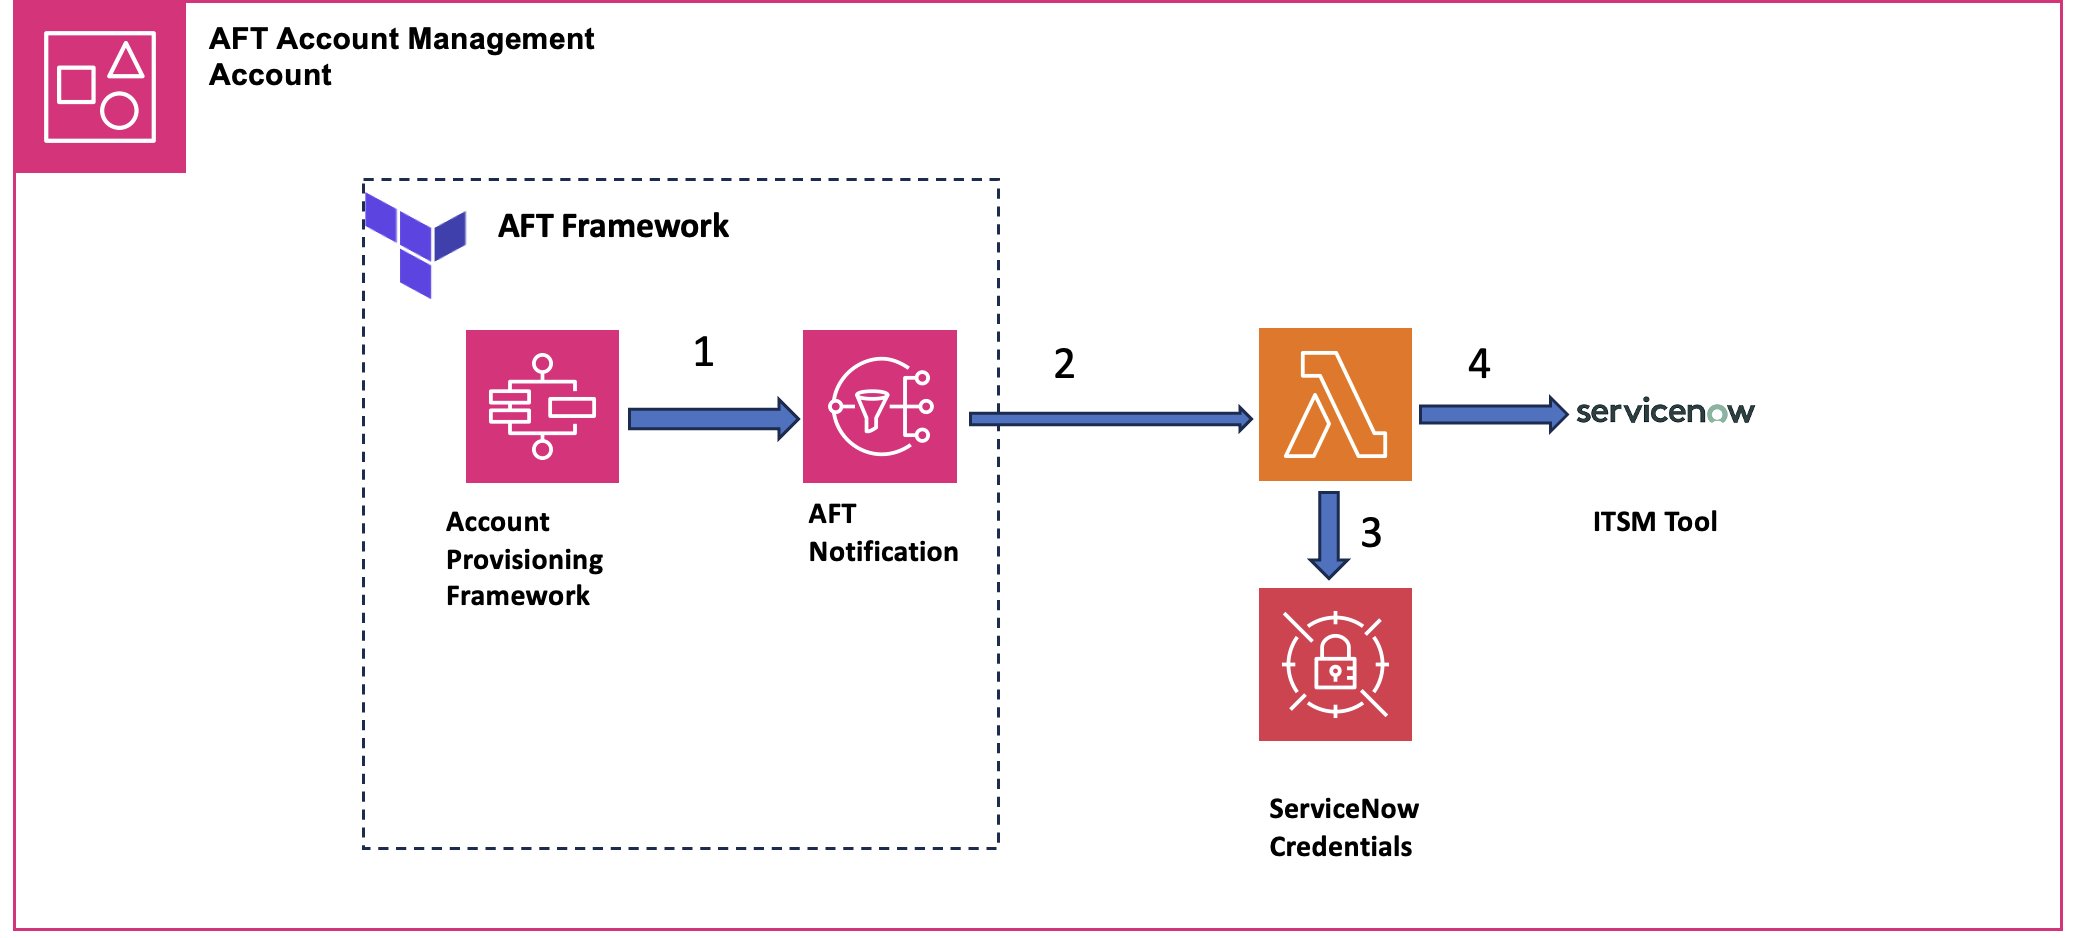 AFT Account Management
Account
AFT Framework
1
2
4
servicenow
3
Account
Provisioning
Framework
AFT
Notification
ITSM Tool
ServiceNow
Credentials